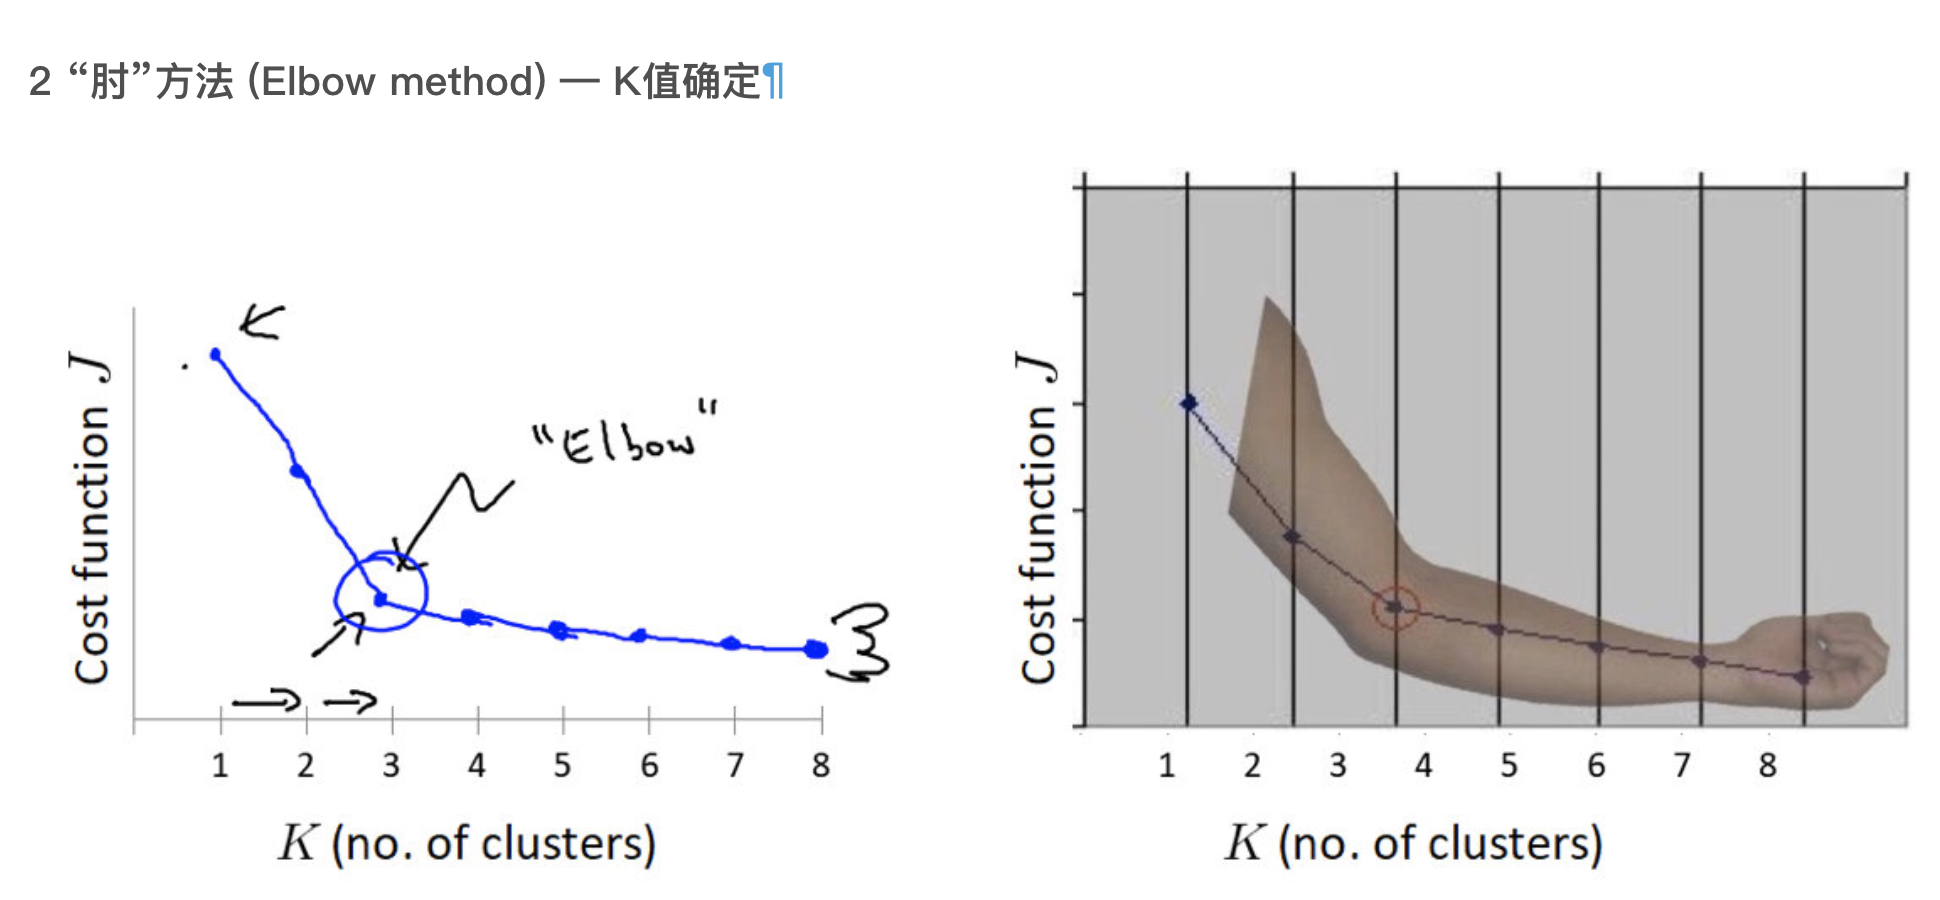 2 “肘”方法 (Elbow method) — K值确定¶
Cost function J
"Elbow"
1 2 3 4 5 6 7 8
K (no. of clusters)
Cost function J
1 2 3 4 5 6 7 8
K (no. of clusters)